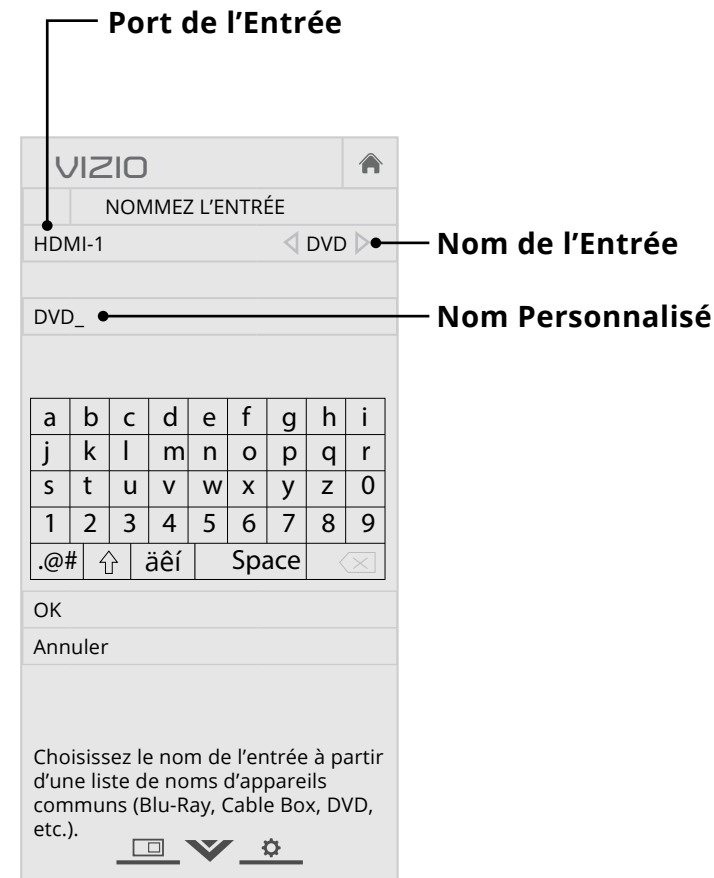 Port de l’Entrée
VIZIO
NOMMEZ L’ENTRÉE
HDMI-1 DVD
Nom de l’Entrée
DVD_
Nom Personnalisé
a b c d e f g h i
j k l m n o p q r
s t u v w x y z 0
1 2 3 4 5 6 7 8 9
.@# äêí Space
OK
Annuler
Choisissez le nom de l’entrée à partir
d’une liste de noms d’appareils
communs (Blu-Ray, Cable Box, DVD,
etc.).